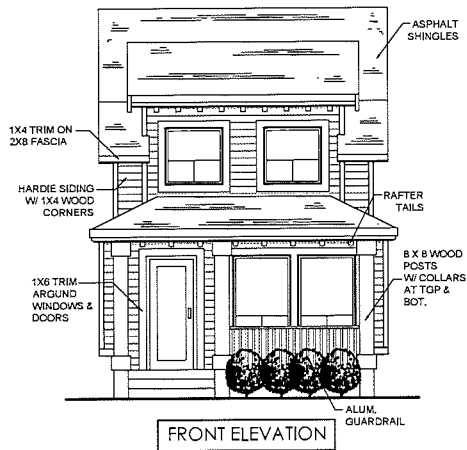 ASPHALT
SHINGLES
1X4 TRIM ON
2X8 FASCIA
HARDIE SIDING
W/ 1X4 WOOD
CORNERS
RAFTER
TAILS
8 X 8 WOOD
POSTS
W/ COLLARS
AT TOP &
BOT.
1X6 TRIM
AROUND
WINDOWS &
DOORS
ALUM.
GUARDRAIL
FRONT ELEVATION